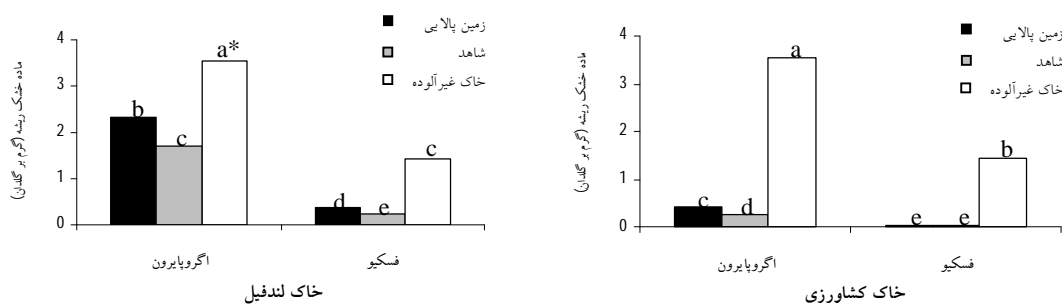 زمین پالایی
شاهد
خاک غیرآلوده
ماده خشک ریشه (گرم بر گلدان)
4
3
2
1
0
b
c
a*
d
e
c
اگروپایرون
فسکیو
خاک لندفیل
زمین پالایی
شاهد
خاک غیرآلوده
ماده خشک ریشه (گرم بر گلدان)
4
3
2
1
0
c
d
a
e
e
b
اگروپایرون
فسکیو
خاک کشاورزی